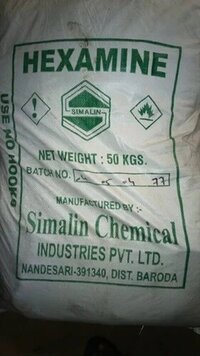 HEXAMINE
SIMALIN
NET WEIGHT : 50 KGS.
BATCH NO.
MANUFACTURED BY :-
Simalin Chemical
INDUSTRIES PVT. LTD.
NANDESARI-391340, DIST. BARODA
USE NO HOOKS